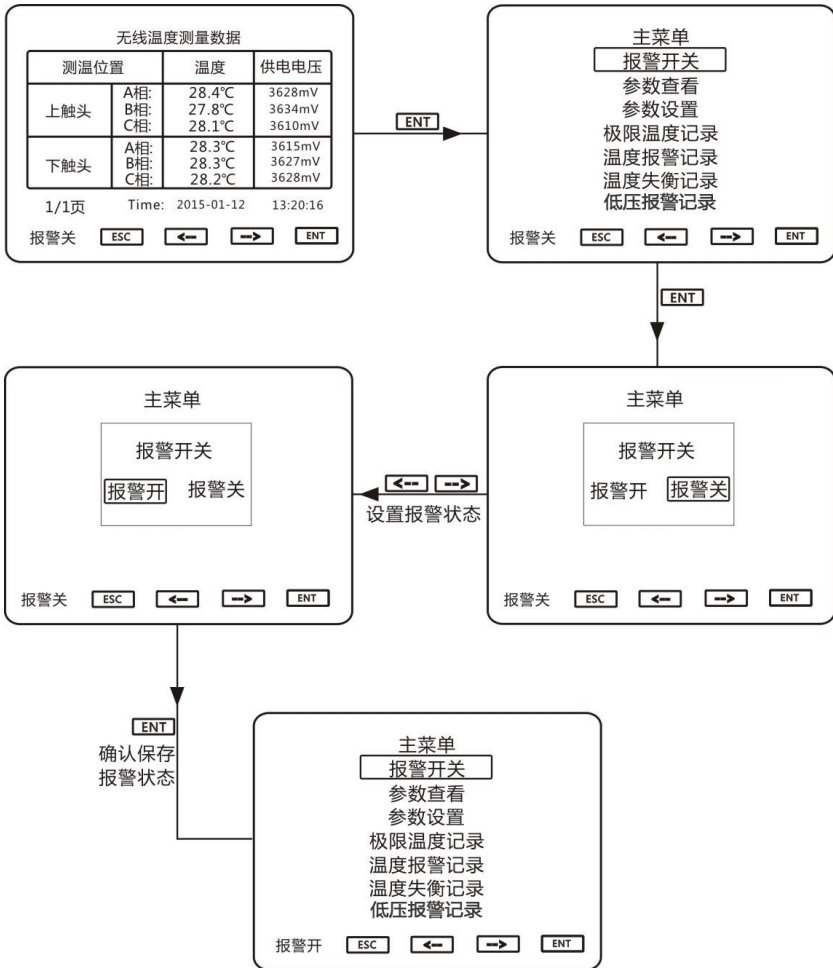 无线温度测量数据
测温位置 温度 供电电压
上触头 A相: 28.4℃ 3628mV
B相: 27.8℃ 3634mV
C相: 28.1℃ 3610mV
下触头 A相: 28.3℃ 3615mV
B相: 28.3℃ 3627mV
C相: 28.2℃ 3628mV
1/1页 Time: 2015-01-12 13:20:16
报警关 ESC <-- --> ENT
ENT
主菜单
报警开关
参数查看
参数设置
极限温度记录
温度报警记录
温度失衡记录
低压报警记录
报警关 ESC <-- --> ENT
ENT
主菜单
报警开关
报警开 报警关
报警关 ESC <-- --> ENT
<-- -->
设置报警状态
主菜单
报警开关
报警开 报警关
报警关 ESC <-- --> ENT
ENT
确认保存
报警状态
主菜单
报警开关
参数查看
参数设置
极限温度记录
温度报警记录
温度失衡记录
低压报警记录
报警开 ESC <-- --> ENT